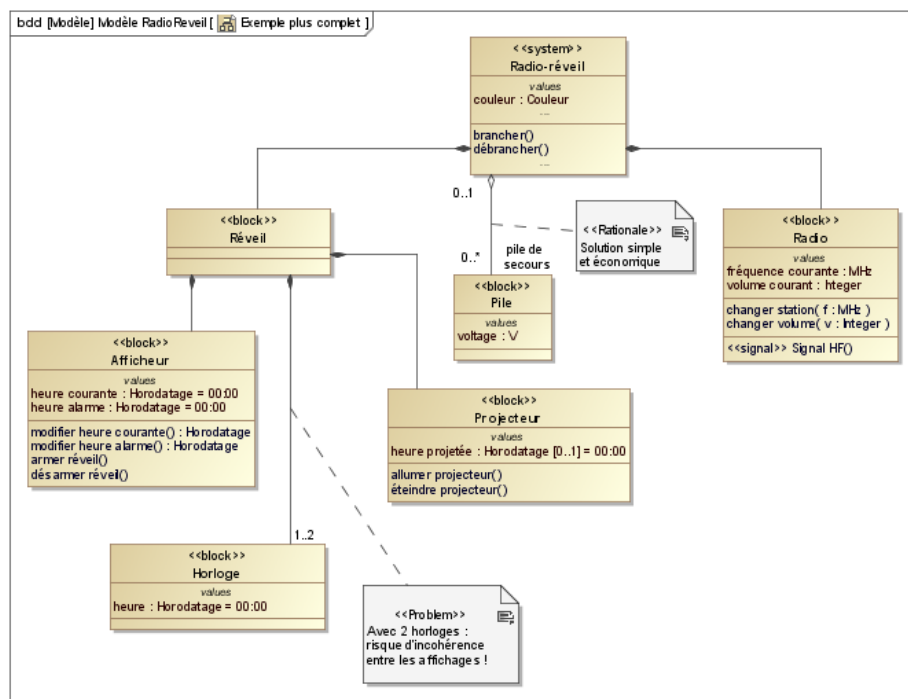 bdd [Modèle] Modèle RadioReveil [ Exemple plus complet ]
<<system>>
Radio-réveil
values
couleur : Couleur
...
brancher()
débrancher()
...
0..1
0..*
pile de
secours
<<Rationale>>
Solution simple
et économique
<<block>>
Réveil
<<block>>
Radio
values
fréquence courante : MHz
volume courant : Integer
changer station( f : MHz )
changer volume( v : Integer )
<<signal>> Signal HF()
<<block>>
Pile
values
voltage : V
<<block>>
Afficheur
values
heure courante : Horodatage = 00:00
heure alarme : Horodatage = 00:00
modifier heure courante() : Horodatage
modifier heure alarme() : Horodatage
armer réveil()
désarmer réveil()
<<block>>
Projecteur
values
heure projetée : Horodatage [0..1] = 00:00
allumer projecteur()
éteindre projecteur()
1..2
<<block>>
Horloge
values
heure : Horodatage = 00:00
<<Problem>>
Avec 2 horloges :
risque d'incohérence
entre les affichages !